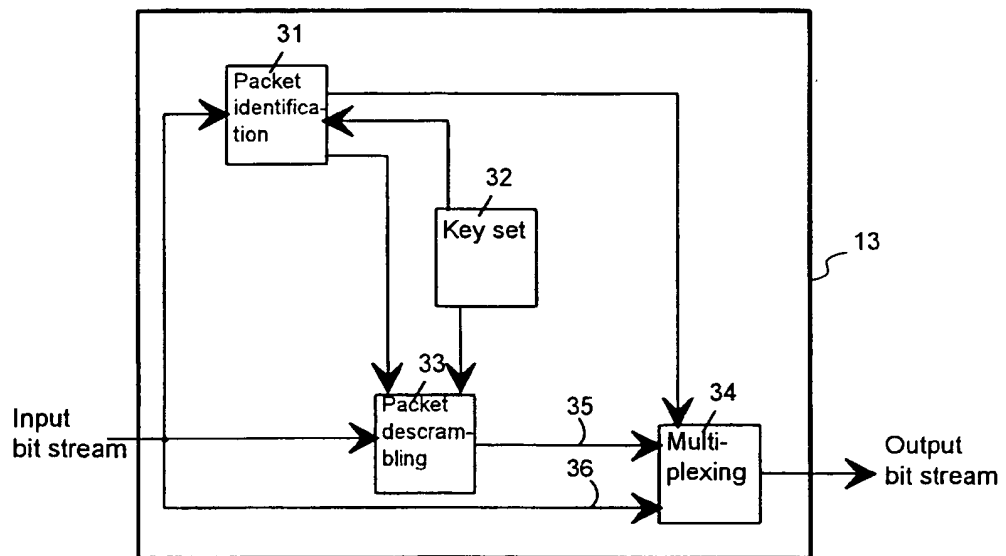 31
Packet
identifica-
tion
32
Key set
13
33
Packet
descram-
bling
34
Multi-
plexing
35
36
Input
bit stream
Output
bit stream